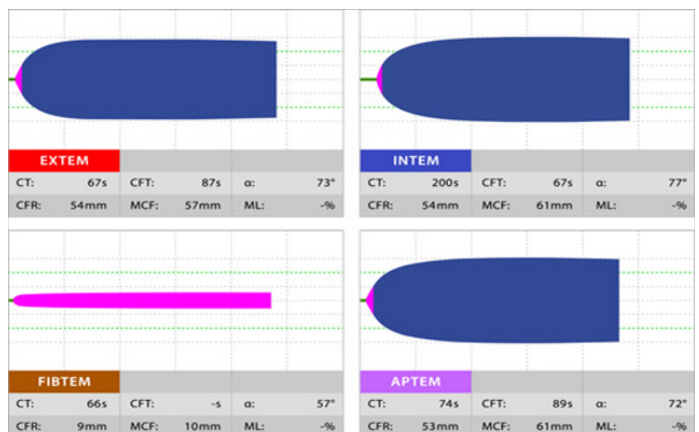 EXTEM INTEM
CT: 67s CFT: 87s α: 73° CT: 200s CFT: 67s α: 77°
CFR: 54mm MCF: 57mm ML: -% CFR: 54mm MCF: 61mm ML: -%
FIBTEM APTEM
CT: 66s CFT: -s α: 57° CT: 74s CFT: 89s α: 72°
CFR: 9mm MCF: 10mm ML: -% CFR: 53mm MCF: 61mm ML: -%